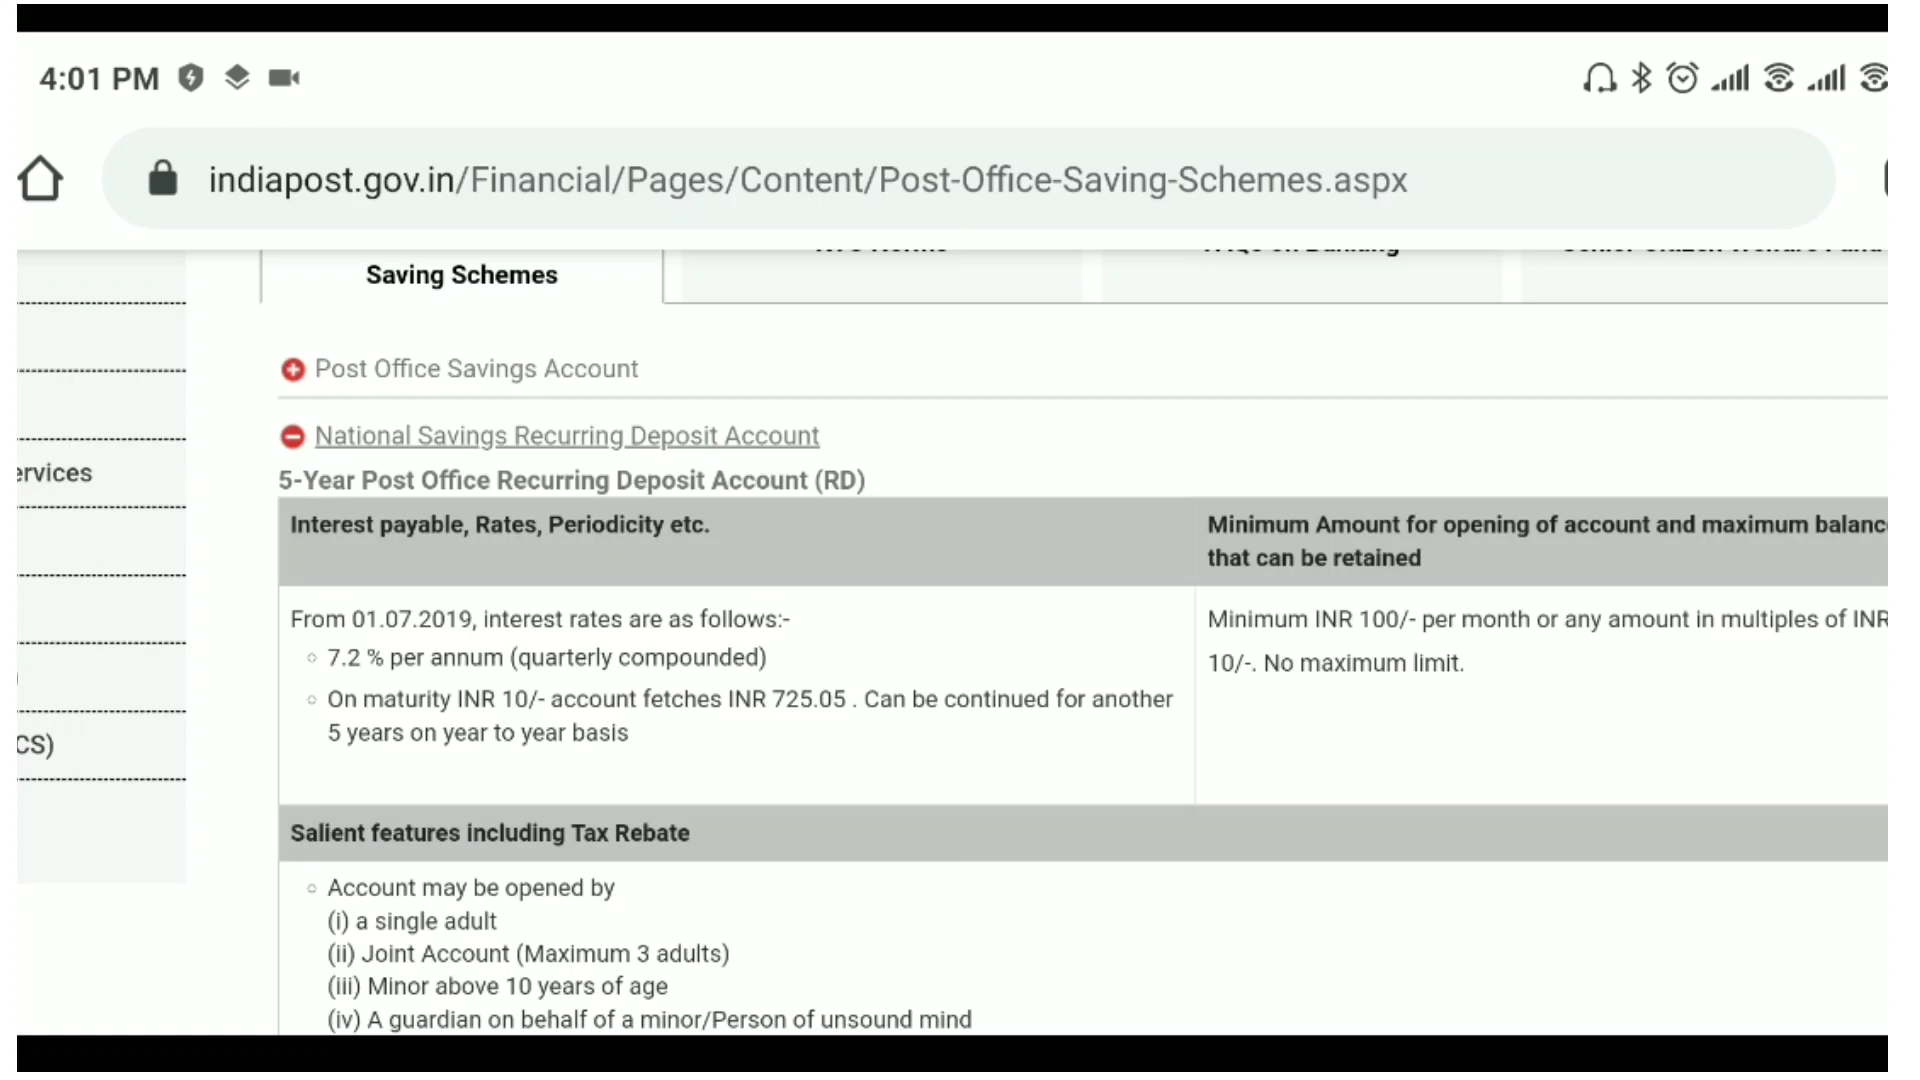 4:01 PM
indiapost.gov.in/Financial/Pages/Content/Post-Office-Saving-Schemes.aspx
Saving Schemes
Post Office Savings Account
National Savings Recurring Deposit Account
5-Year Post Office Recurring Deposit Account (RD)
ervices
CS)
Interest payable, Rates, Periodicity etc.
Minimum Amount for opening of account and maximum balanc
that can be retained
From 01.07.2019, interest rates are as follows:-
7.2 % per annum (quarterly compounded)
On maturity INR 10/- account fetches INR 725.05 . Can be continued for another
5 years on year to year basis
Minimum INR 100/- per month or any amount in multiples of INR
10/-. No maximum limit.
Salient features including Tax Rebate
Account may be opened by
(i) a single adult
(ii) Joint Account (Maximum 3 adults)
(iii) Minor above 10 years of age
(iv) A guardian on behalf of a minor/Person of unsound mind